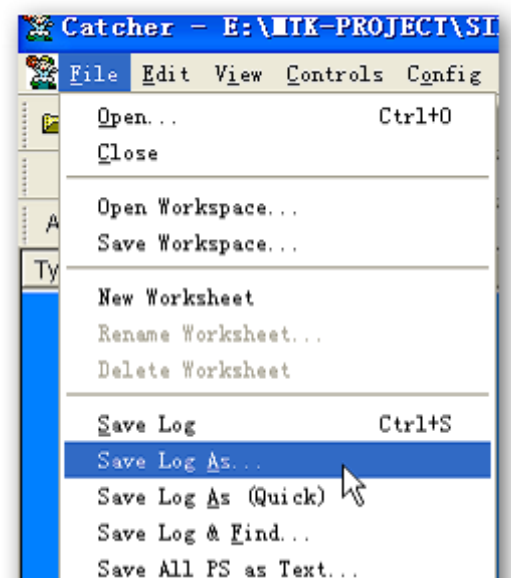 Catcher - E:\MTK-PROJECT\SI
File Edit View Controls Config
Open... Ctrl+O
Close
A
Open Workspace...
Save Workspace...
Ty
New Worksheet
Rename Worksheet...
Delete Worksheet
Save Log Ctrl+S
Save Log As...
Save Log As (Quick)
Save Log & Find...
Save All PS as Text...